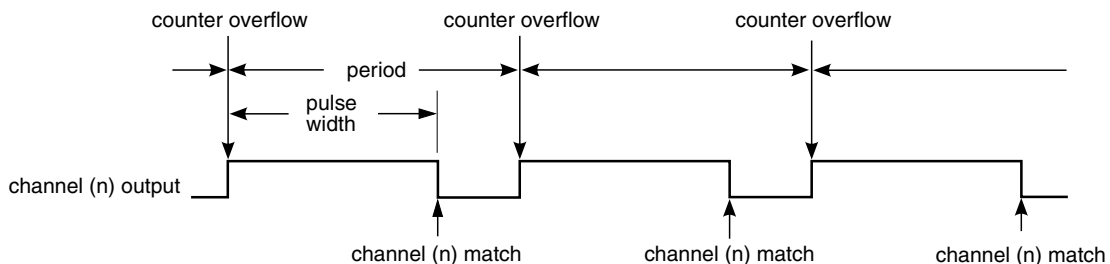 counter overflow
counter overflow
counter overflow
period
pulse
width
channel (n) output
channel (n) match
channel (n) match
channel (n) match